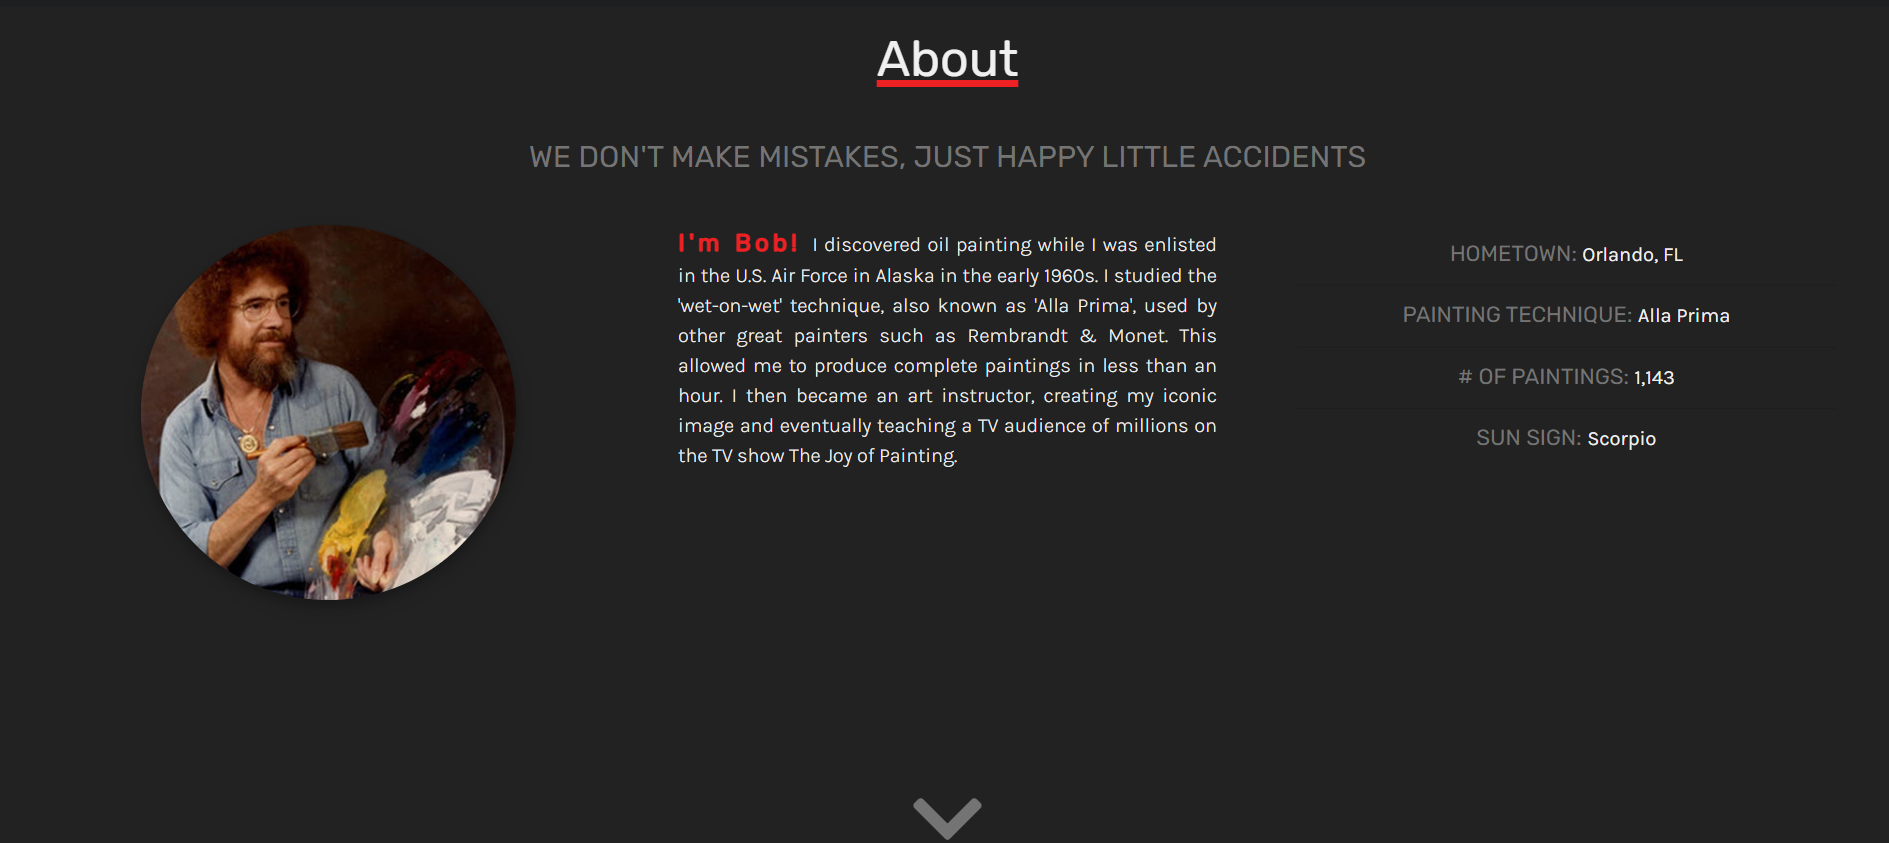 About
WE DON'T MAKE MISTAKES, JUST HAPPY LITTLE ACCIDENTS
I'm Bob! I discovered oil painting while I was enlisted
in the U.S. Air Force in Alaska in the early 1960s. I studied the
'wet-on-wet' technique, also known as 'Alla Prima', used by
other great painters such as Rembrandt & Monet. This
allowed me to produce complete paintings in less than an
hour. I then became an art instructor, creating my iconic
image and eventually teaching a TV audience of millions on
the TV show The Joy of Painting.
HOMETOWN: Orlando, FL
PAINTING TECHNIQUE: Alla Prima
# OF PAINTINGS: 1,143
SUN SIGN: Scorpio